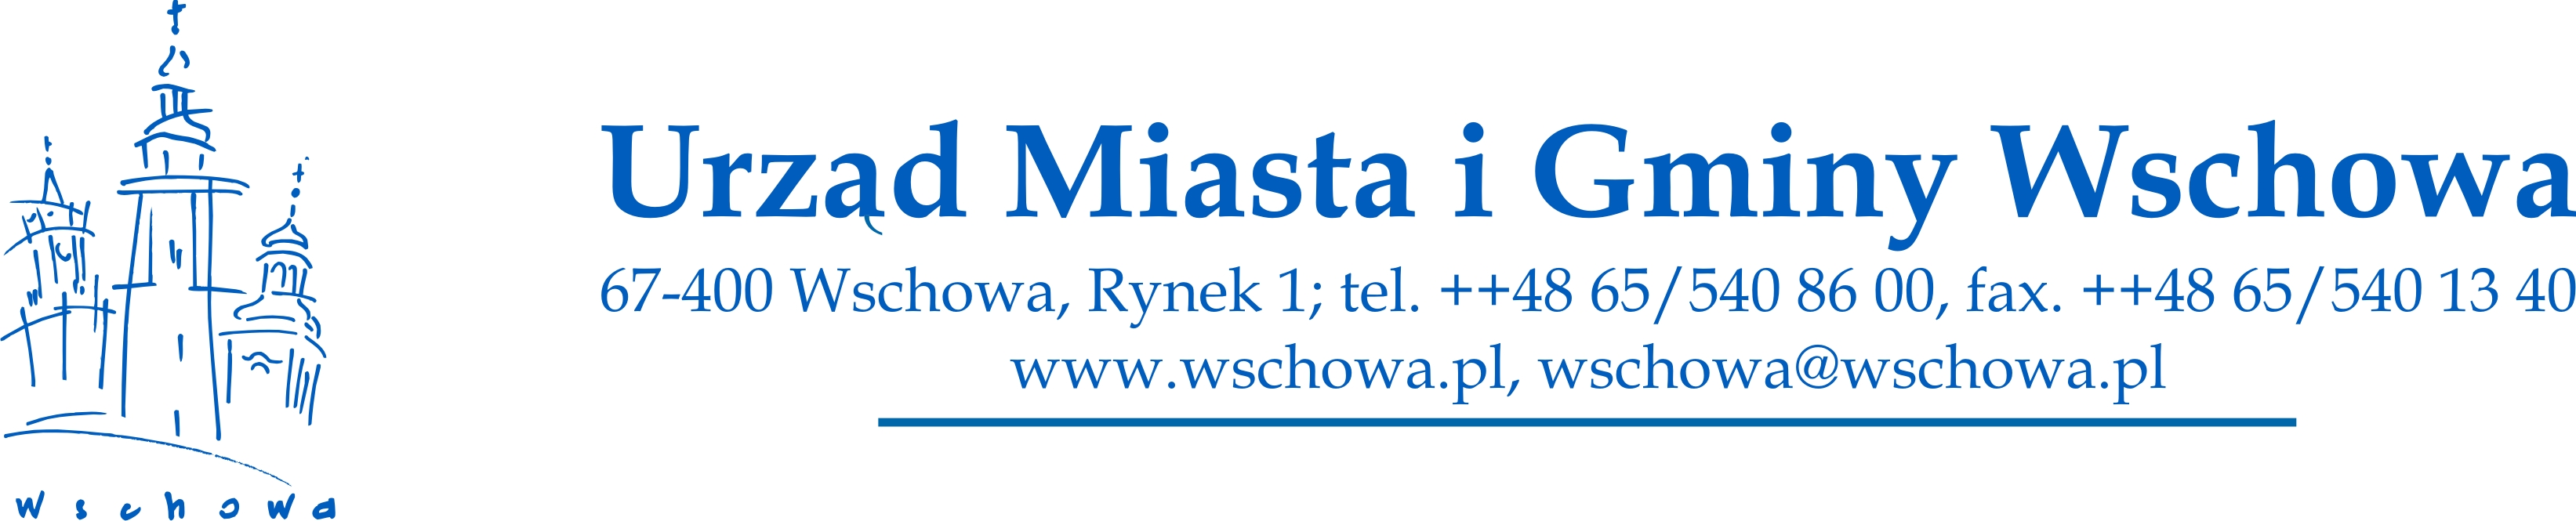 Urząd Miasta i Gminy Wschowa
67-400 Wschowa, Rynek 1; tel. ++48 65/540 86 00, fax. ++48 65/540 13 40
www.wschowa.pl, wschowa@wschowa.pl
wschowa